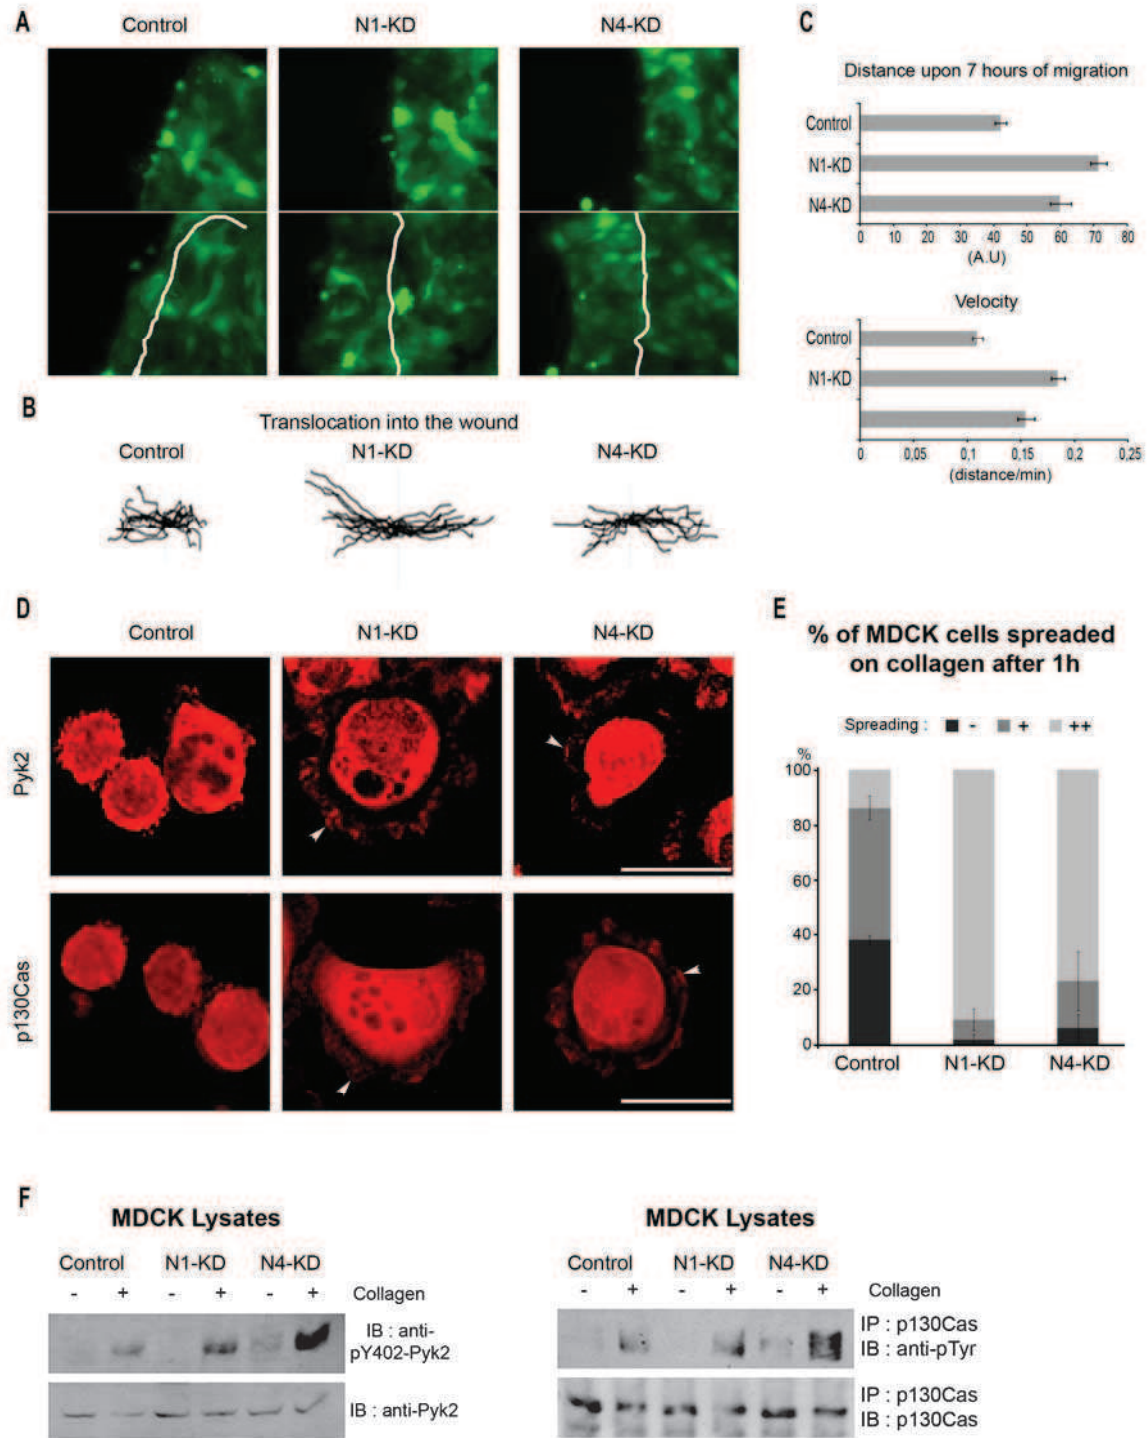 A
Control
N1-KD
N4-KD
B
Translocation into the wound
Control
N1-KD
N4-KD
C
Distance upon 7 hours of migration
Control
N1-KD
N4-KD
0 10 20 30 40 50 60 70 80
(A.U)
Velocity
Control
N1-KD
0 0,05 0,1 0,15 0,2 0,25
(distance/min)
D
Control
N1-KD
N4-KD
Pyk2
p130Cas
E
% of MDCK cells spreaded
on collagen after 1h
Spreading : - + ++
%
100
80
60
40
20
0
Control
N1-KD
N4-KD
F
MDCK Lysates
Control N1-KD N4-KD
- + - + - + Collagen
IB : anti-
pY402-Pyk2
IB : anti-Pyk2
MDCK Lysates
Control N1-KD N4-KD
- + - + - + Collagen
IP : p130Cas
IB : anti-pTyr
IP : p130Cas
IB : p130Cas